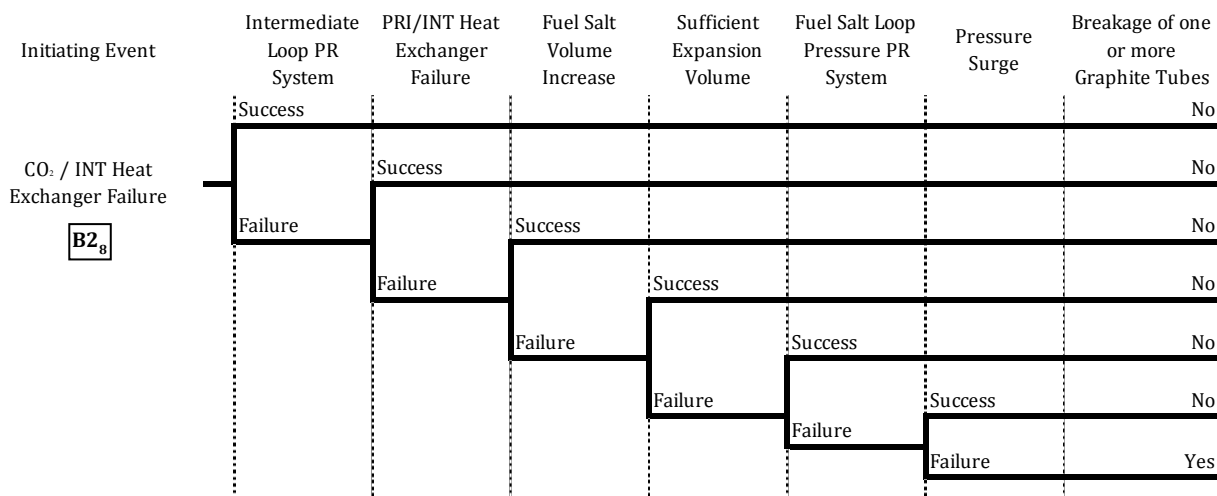 Initiating Event
Intermediate
Loop PR
System
PRI/INT Heat
Exchanger
Failure
Fuel Salt
Volume
Increase
Sufficient
Expansion
Volume
Fuel Salt Loop
Pressure PR
System
Pressure
Surge
Breakage of one
or more
Graphite Tubes
Success
No
CO₂ / INT Heat
Exchanger Failure
B2₈
Success
No
Failure
Success
No
Failure
Success
No
Failure
Success
No
Failure
Success
No
Failure
Failure
Yes